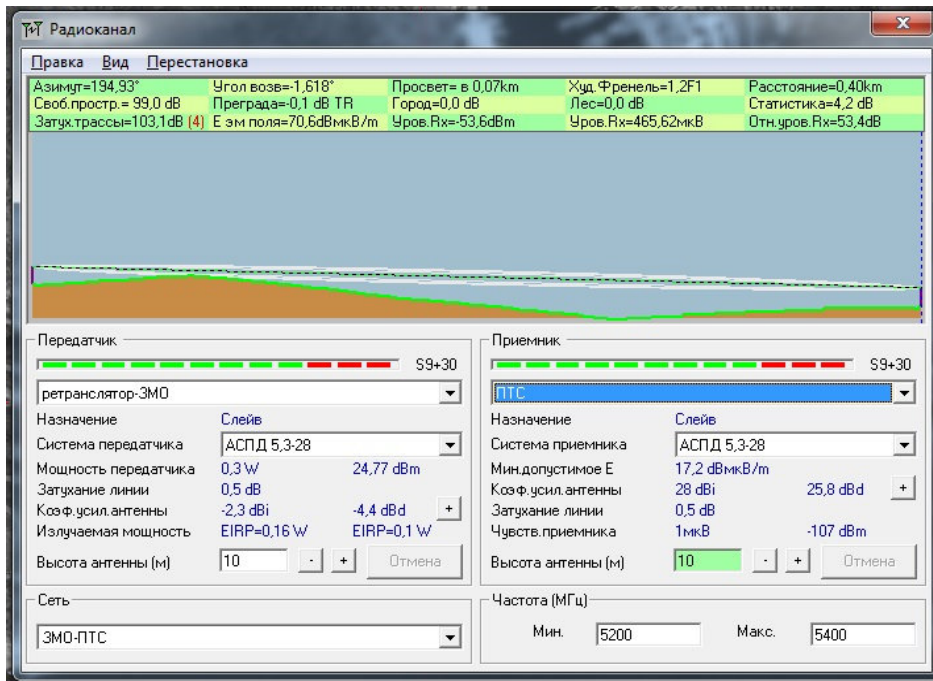 Радиоканал
Правка Вид Перестановка
Азимут=194,93° Угол возв=-1,618° Просвет= в 0,07km Худ.Френель=1,2F1 Расстояние=0,40km
Своб.простр.= 99,0 dB Преграда=-0,1 dB TR Город=0,0 dB Лес=0,0 dB Статистика=4,2 dB
Затух.трассы=103,1dB (4) E эм поля=70,6dBмкВ/m Уров.Rx=-53,6dBm Уров.Rx=465,62мкВ Отн.уров.Rx=53,4dB
Передатчик Приемник
S9+30 S9+30
ретранслятор-ЗМО ПТС
Назначение Слейв Назначение Слейв
Система передатчика АСПД 5,3-28 Система приемника АСПД 5,3-28
Мощность передатчика 0,3 W 24,77 dBm Мин.допустимое E 17,2 dBмкВ/m
Затухание линии 0,5 dB Коэф.усил.антенны 28 dBi 25,8 dBd +
Коэф.усил.антенны -2,3 dBi -4,4 dBd + Затухание линии 0,5 dB
Излучаемая мощность EIRP=0,16 W EIRP=0,1 W Чувств.приемника 1мкВ -107 dBm
Высота антенны (м) 10 - + Отмена Высота антенны (м) 10 - + Отмена
Сеть Частота (МГц)
ЗМО-ПТС Мин. 5200 Макс. 5400